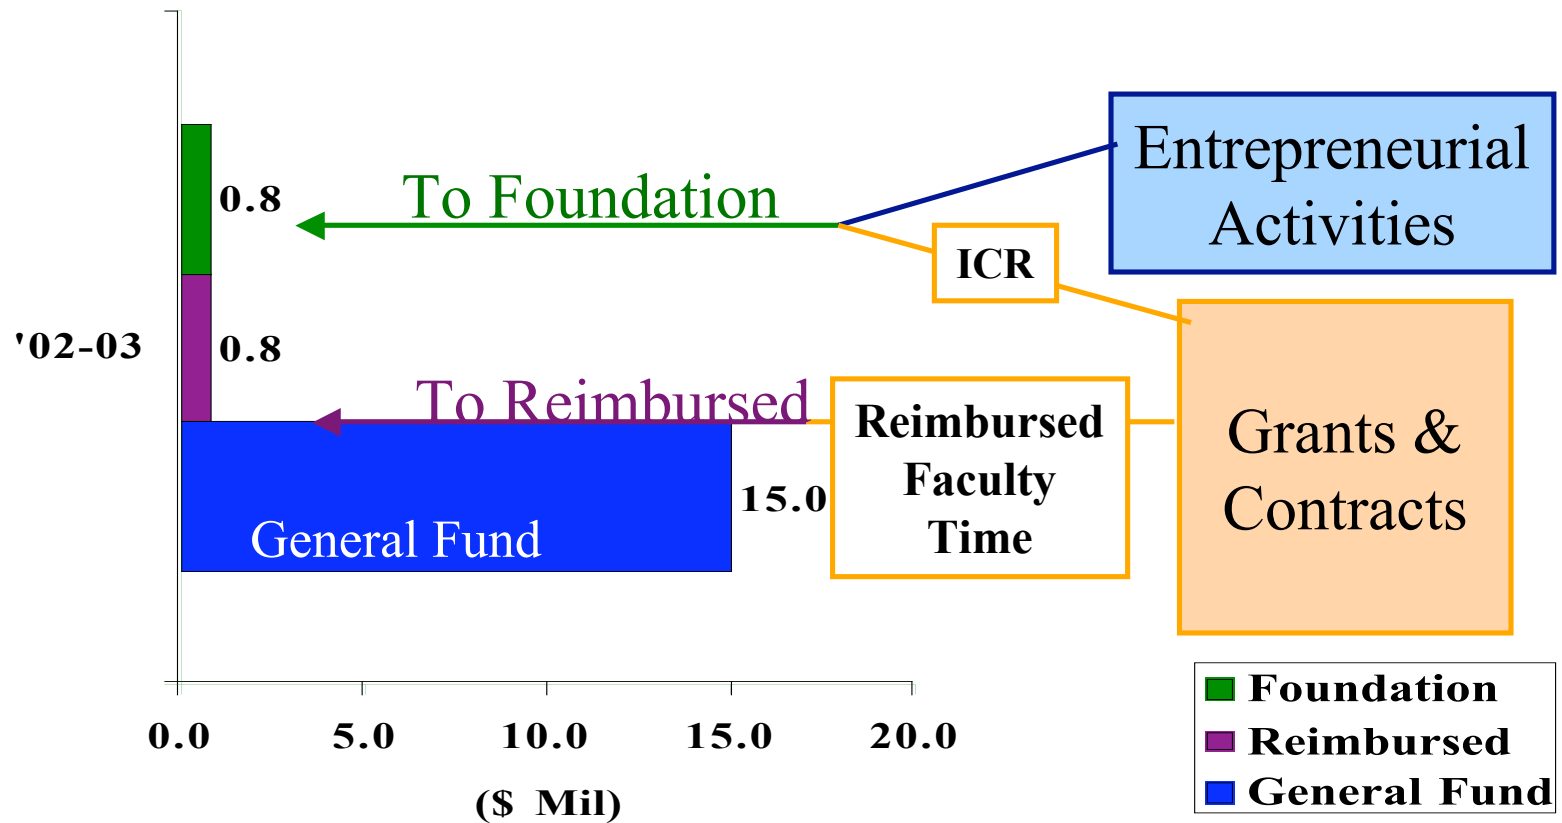 Entrepreneurial
Activities
To Foundation
0.8
ICR
'02-03
0.8
To Reimbursed
Reimbursed
Faculty
Time
Grants &
Contracts
15.0
General Fund
0.0 5.0 10.0 15.0 20.0
($ Mil)
Foundation
Reimbursed
General Fund